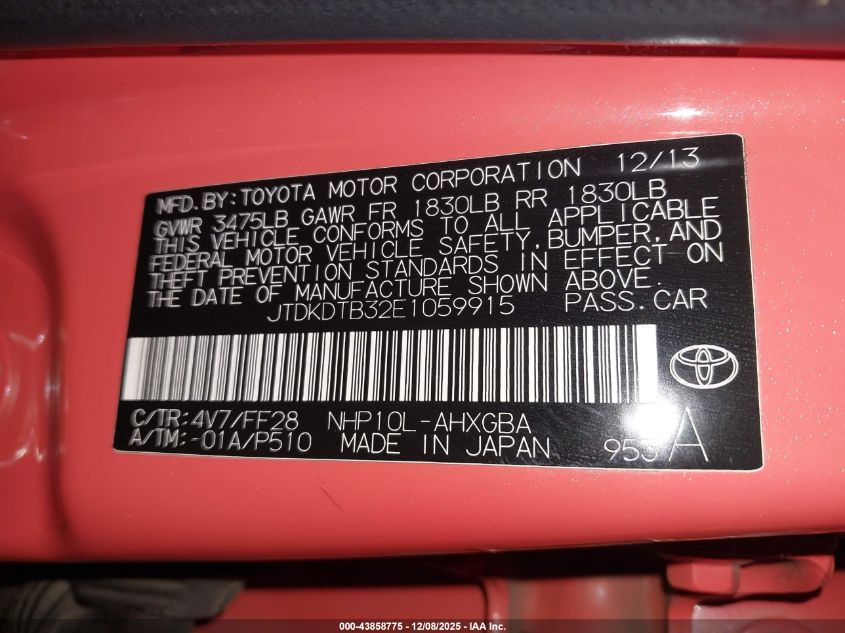 MFD.BY:TOYOTA MOTOR CORPORATION 12/13
GVWR 3475LB GAWR FR 1830LB RR 1830LB
THIS VEHICLE CONFORMS TO ALL APPLICABLE
FEDERAL MOTOR VEHICLE SAFETY,BUMPER,AND
THEFT PREVENTION STANDARDS IN EFFECT ON
THE DATE OF MANUFACTURE SHOWN ABOVE.
JTDKDTB32E1059915 PASS.CAR
C/TR:4V7/FF28 NHP10L-AHXGBA
A/TM:-01A/P510 MADE IN JAPAN 953 A
000-43858775 - 12/08/2025 - IAA Inc.